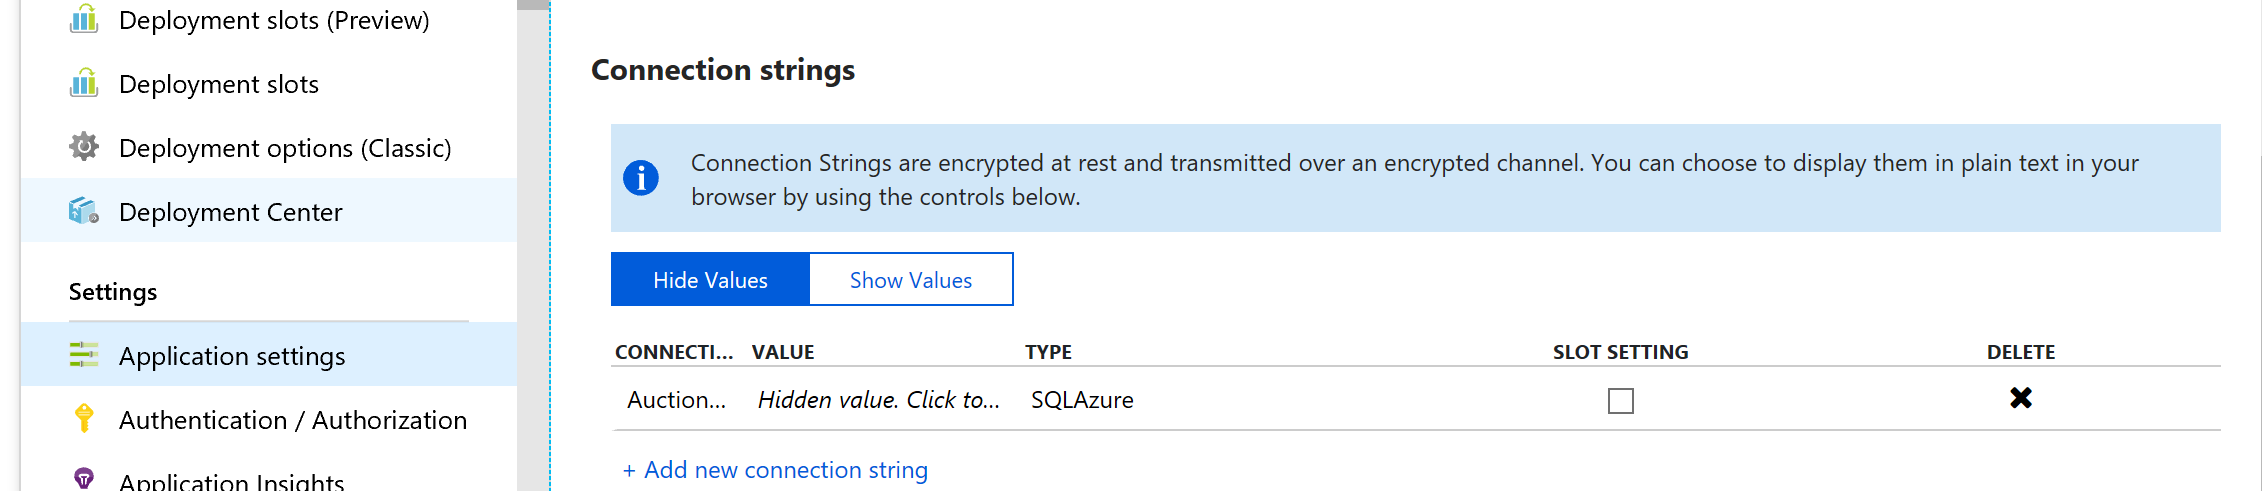 Deployment slots (Preview)
Deployment slots
Deployment options (Classic)
Deployment Center
Settings
Application settings
Authentication / Authorization
Application Insights
Connection strings
Connection Strings are encrypted at rest and transmitted over an encrypted channel. You can choose to display them in plain text in your
browser by using the controls below.
Hide Values Show Values
CONNECTI... VALUE TYPE SLOT SETTING DELETE
Auction... Hidden value. Click to... SQLAzure
+ Add new connection string